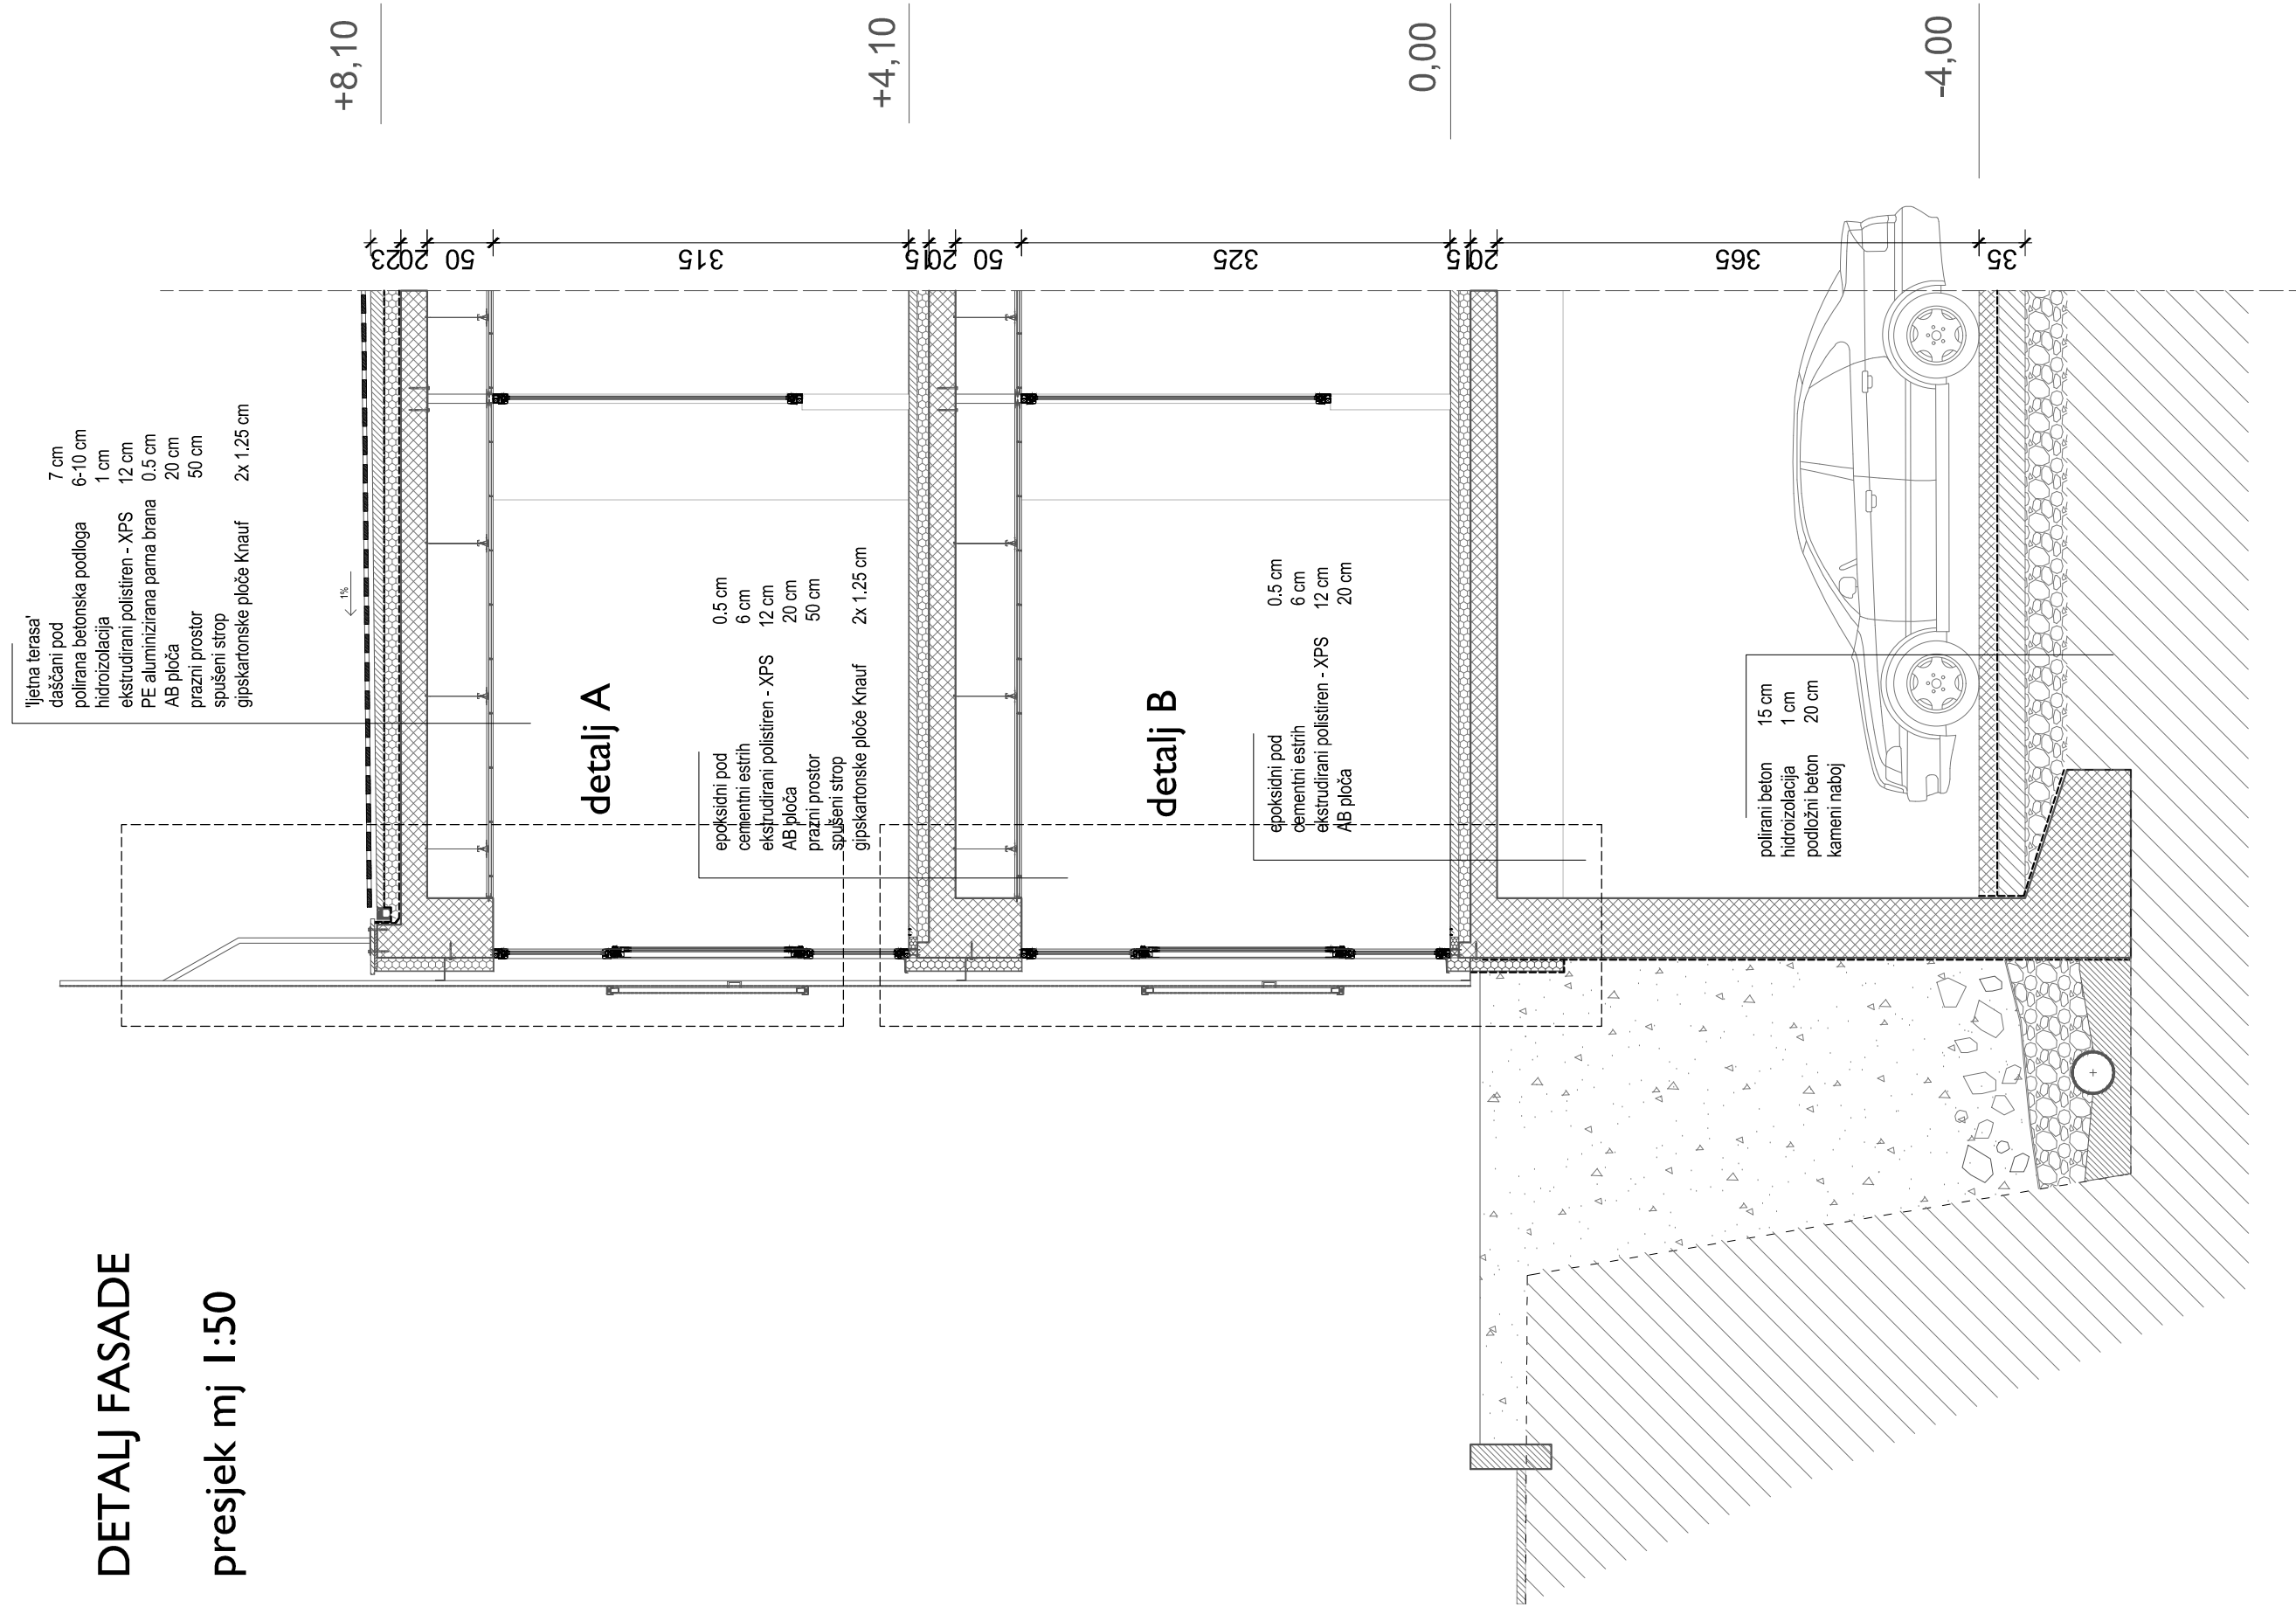 DETALJ FASADE
presjek mj 1:50
'ljetna terasa'
daščani pod 7 cm
polirana betonska podloga 6-10 cm
hidroizolacija 1 cm
ekstrudirani polistiren - XPS 12 cm
PE aluminizirana parna brana 0.5 cm
AB ploča 20 cm
prazni prostor 50 cm
spušeni strop
gipskartonske ploče Knauf 2x 1.25 cm
1%
detalj A
epoksidni pod 0.5 cm
cementni estrih 6 cm
ekstrudirani polistiren - XPS 12 cm
AB ploča 20 cm
prazni prostor 50 cm
spušeni strop
gipskartonske ploče Knauf 2x 1.25 cm
detalj B
epoksidni pod 0.5 cm
cementni estrih 6 cm
ekstrudirani polistiren - XPS 12 cm
AB ploča 20 cm
polirani beton 15 cm
hidroizolacija 1 cm
podložni beton 20 cm
kameni naboj
23
20
50
315
15
20
50
325
15
20
365
35
+8,10
+4,10
0,00
-4,00